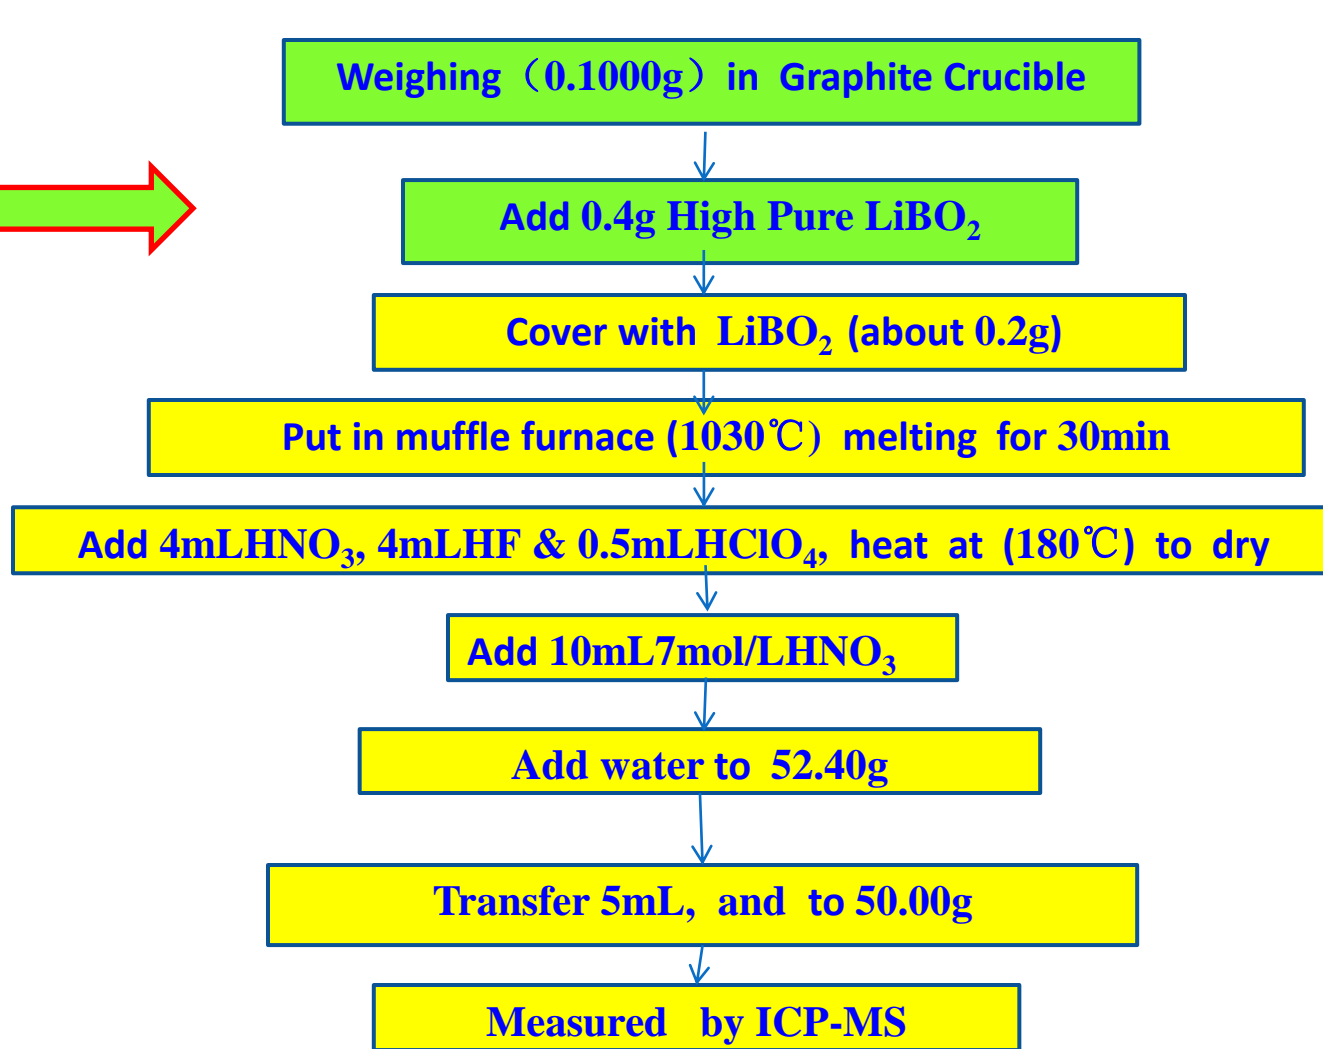 Weighing（0.1000g）in Graphite Crucible
Add 0.4g High Pure LiBO₂
Cover with LiBO₂ (about 0.2g)
Put in muffle furnace (1030℃) melting for 30min
Add 4mLHNO₃, 4mLHF & 0.5mLHClO₄, heat at (180℃) to dry
Add 10mL7mol/LHNO₃
Add water to 52.40g
Transfer 5mL, and to 50.00g
Measured by ICP-MS